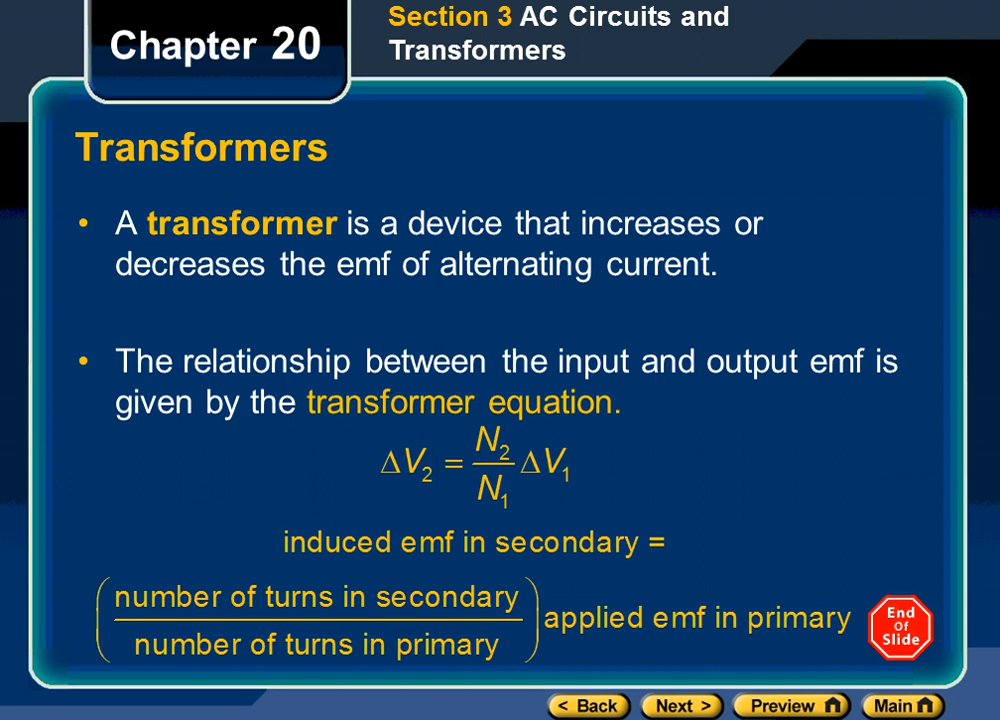 Chapter 20
Section 3 AC Circuits and
Transformers
Transformers
• A transformer is a device that increases or
decreases the emf of alternating current.
• The relationship between the input and output emf is
given by the transformer equation.
ΔV₂ = N₂/N₁ ΔV₁
induced emf in secondary =
(number of turns in secondary / number of turns in primary) applied emf in primary
End
Of
Slide
< Back
Next >
Preview
Main